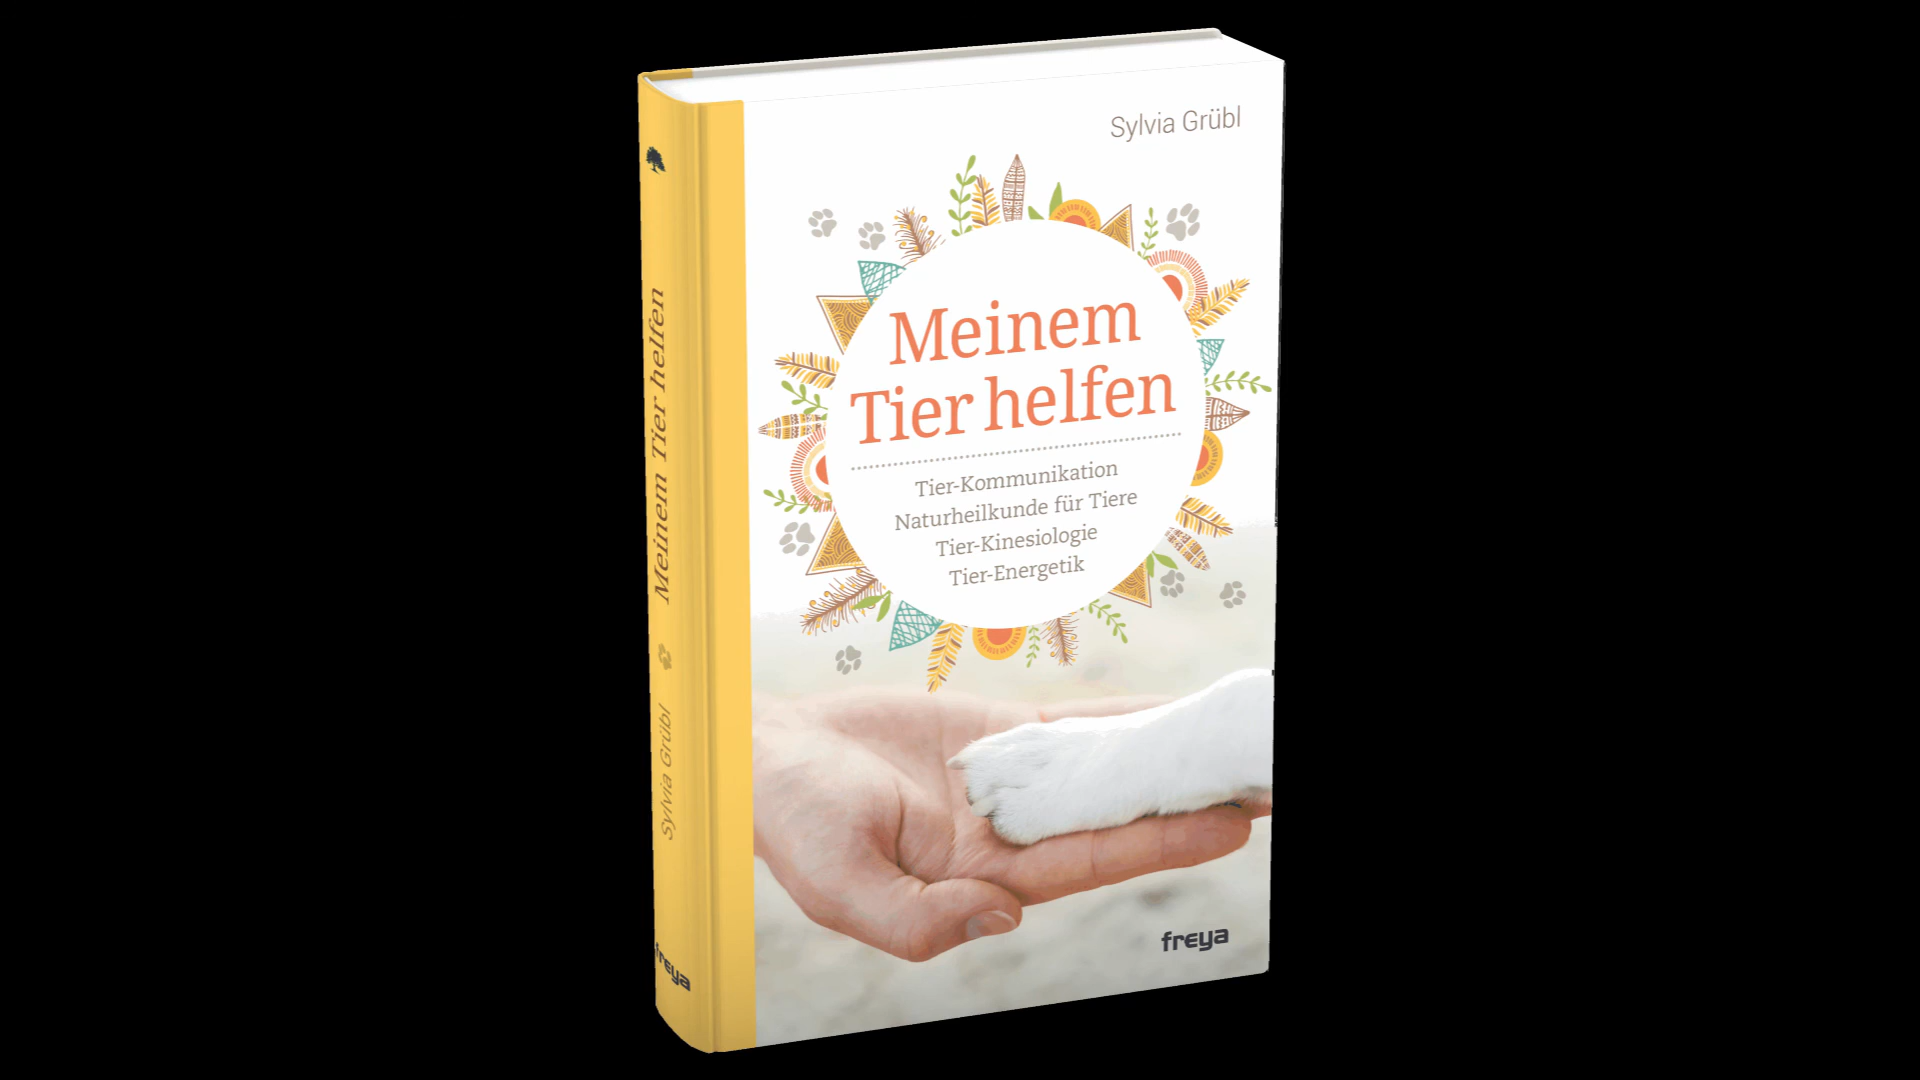 Sylvia Grübl
Meinem
Tier helfen
Tier-Kommunikation
Naturheilkunde für Tiere
Tier-Kinesiologie
Tier-Energetik
freya
Meinem Tier helfen
Sylvia Grübl
freya